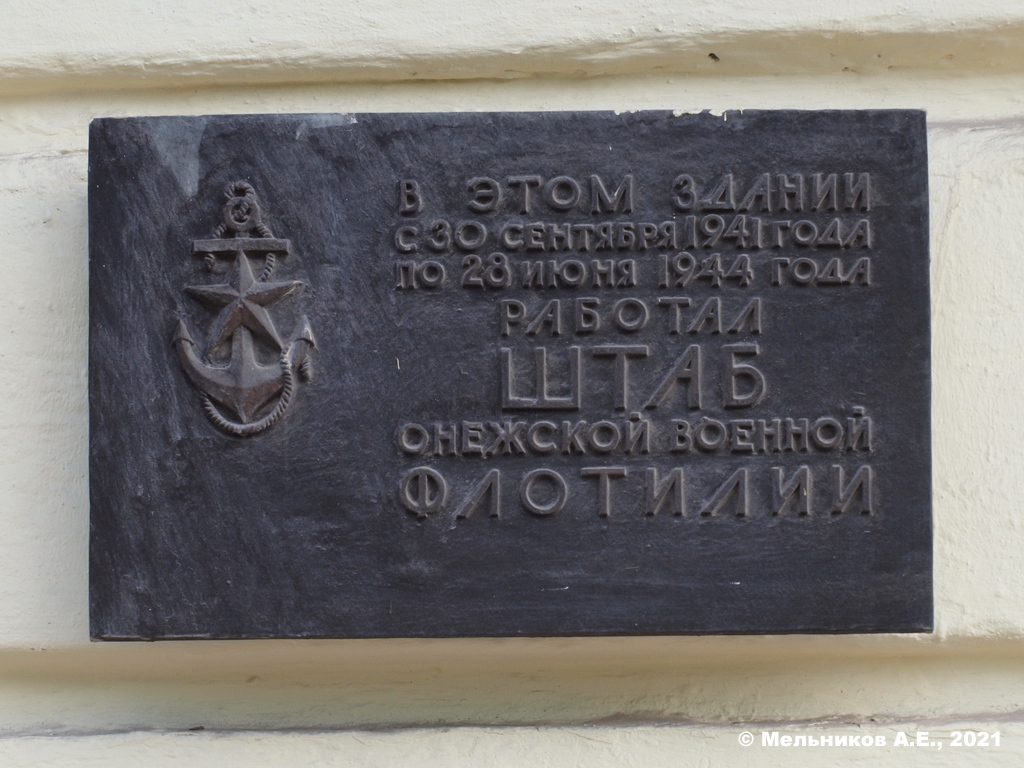 В ЭТОМ ЗДАНИИ
С 30 СЕНТЯБРЯ 1941 ГОДА
ПО 28 ИЮНЯ 1944 ГОДА
РАБОТАЛ
ШТАБ
ОНЕЖСКОЙ ВОЕННОЙ
ФЛОТИЛИИ
© Мельников А.Е., 2021